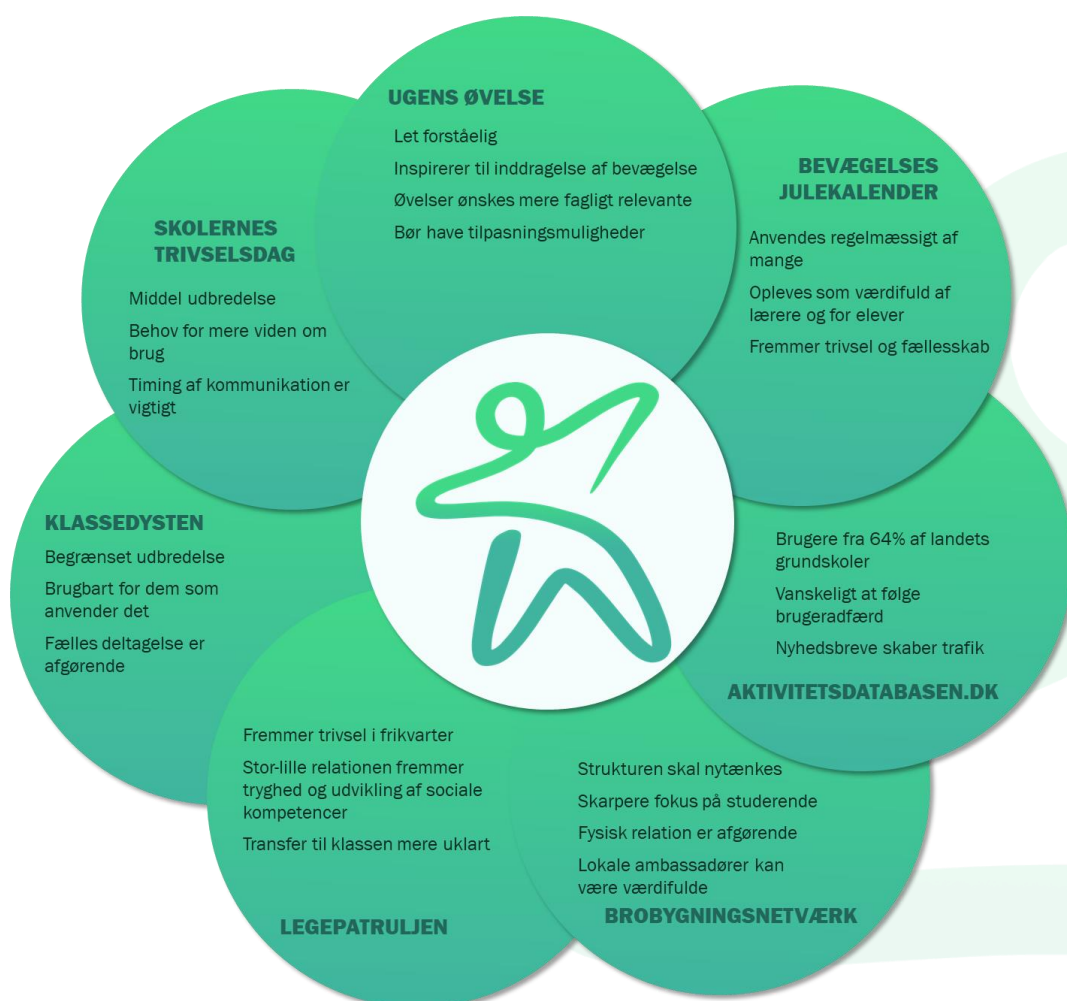 UGENS ØVELSE
Let forståelig
Inspirerer til inddragelse af bevægelse
Øvelser ønskes mere fagligt relevante
Bør have tilpasningsmuligheder
BEVÆGELSES
JULEKALENDER
Anvendes regelmæssigt af
mange
Opleves som værdifuld af
lærere og for elever
Fremmer trivsel og fællesskab
Brugere fra 64% af landets
grundskoler
Vanskeligt at følge
brugeradfærd
Nyhedsbreve skaber trafik
AKTIVITETSDATABASEN.DK
Strukturen skal nytænkes
Skarpere fokus på studerende
Fysisk relation er afgørende
Lokale ambassadører kan
være værdifulde
BROBYGNINGSNETVÆRK
Fremmer trivsel i frikvarter
Stor-lille relationen fremmer
tryghed og udvikling af sociale
kompetencer
Transfer til klassen mere uklart
LEGEPATRULJEN
KLASSEDYSTEN
Begrænset udbredelse
Brugbart for dem som
anvender det
Fælles deltagelse er
afgørende
SKOLERNES
TRIVSELSDAG
Middel udbredelse
Behov for mere viden om
brug
Timing af kommunikation er
vigtigt